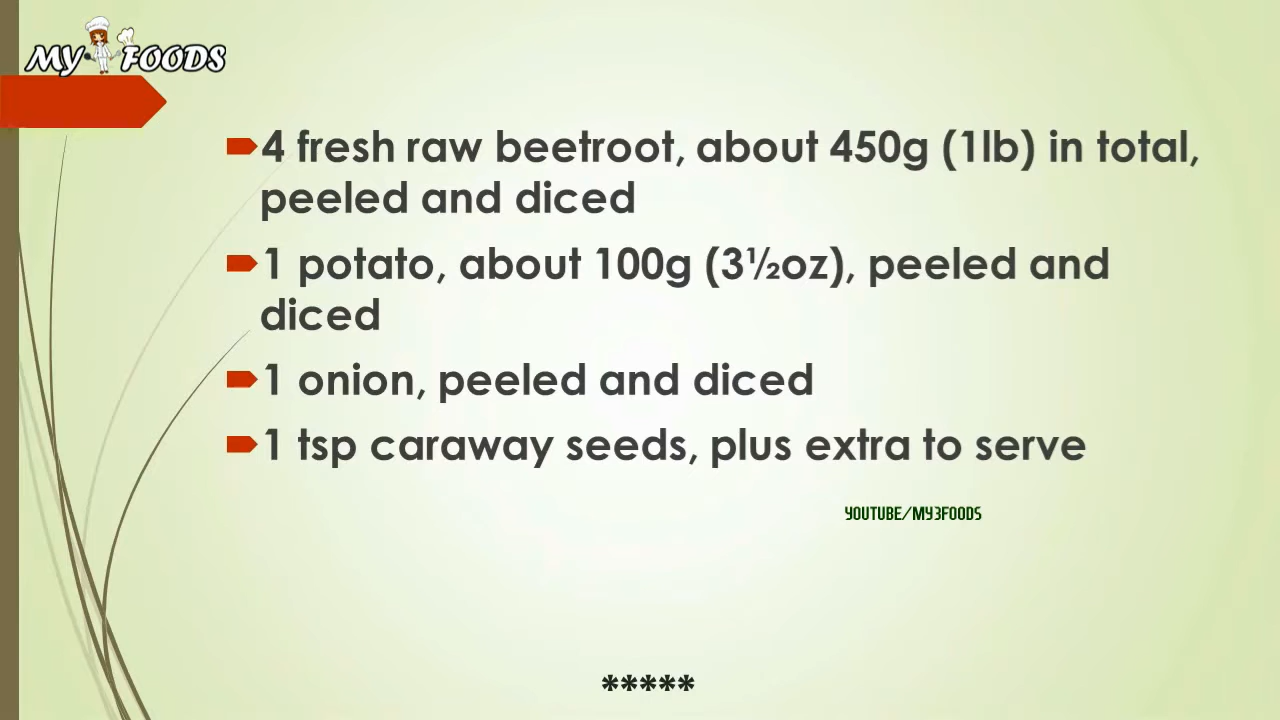 MY FOODS
4 fresh raw beetroot, about 450g (1lb) in total,
peeled and diced
1 potato, about 100g (3½oz), peeled and
diced
1 onion, peeled and diced
1 tsp caraway seeds, plus extra to serve
YOUTUBE/MY3FOODS
*****